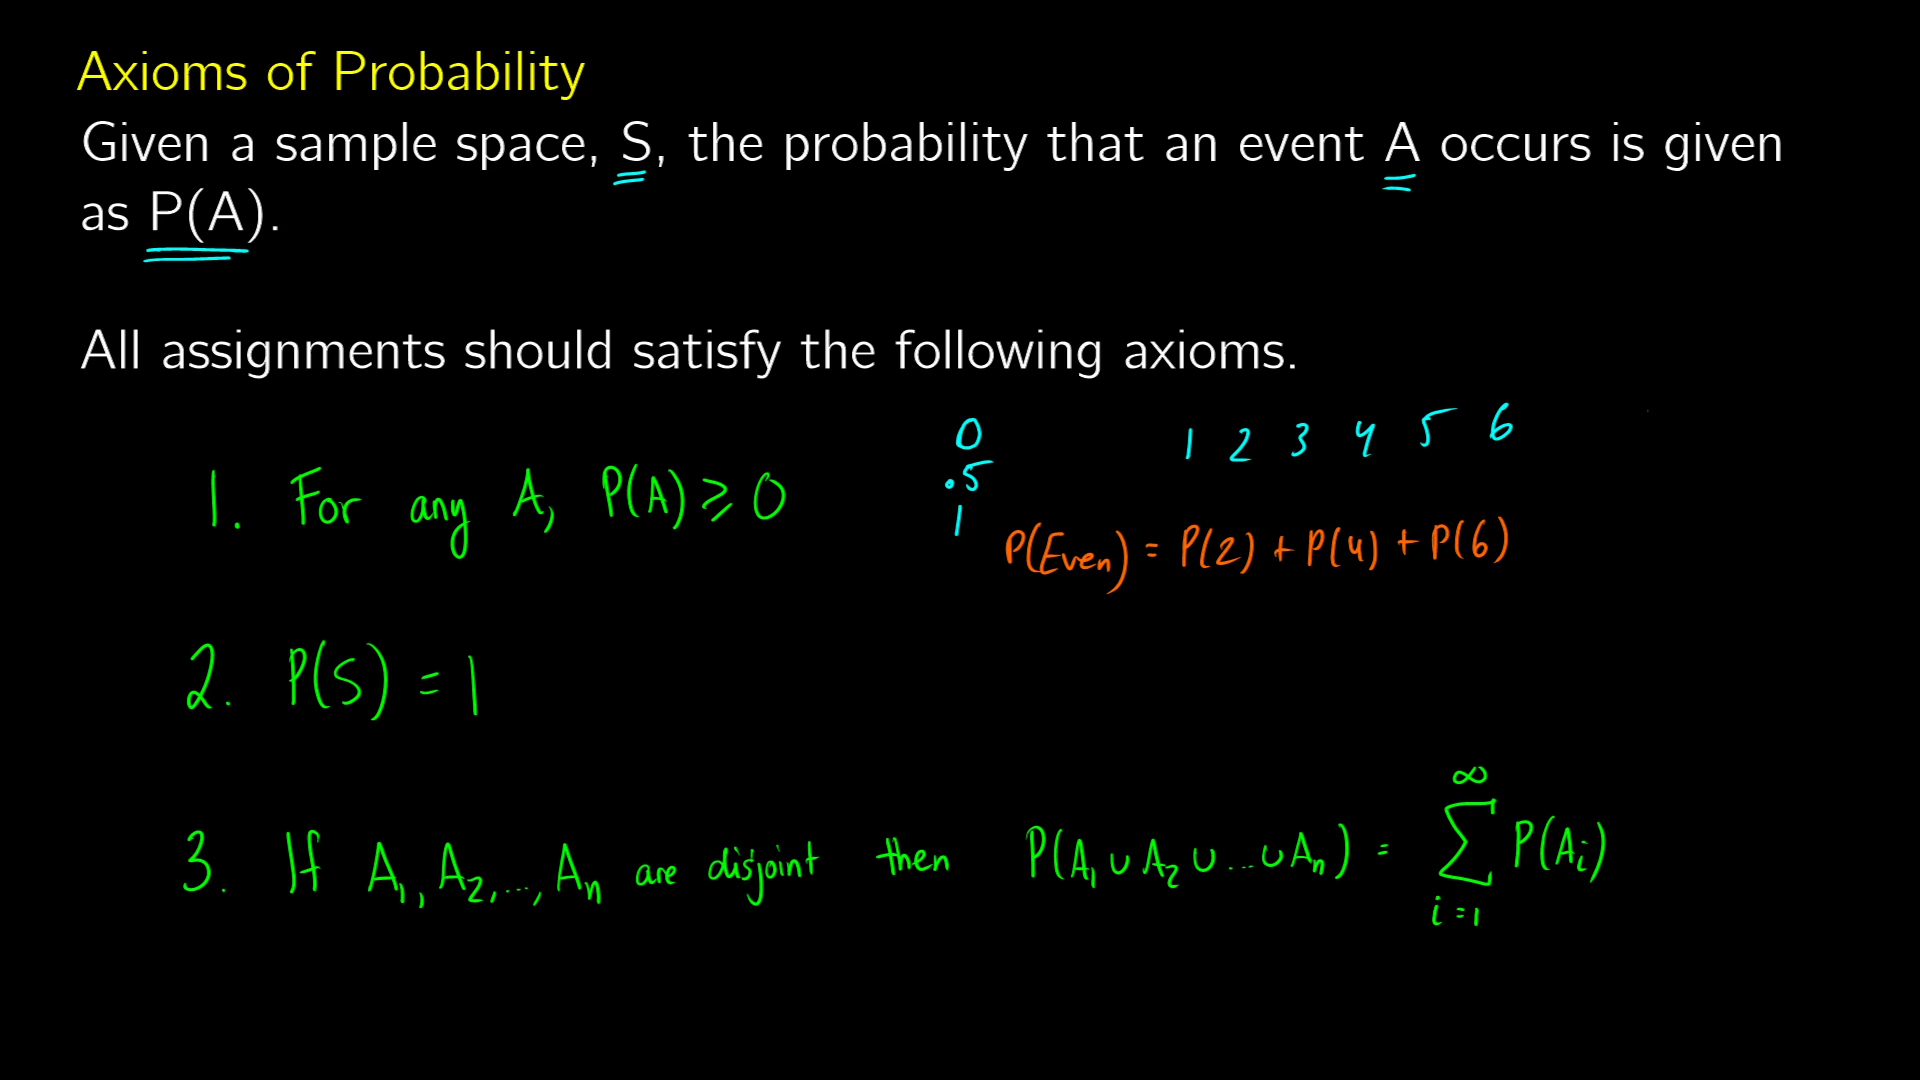 Axioms of Probability
Given a sample space, S, the probability that an event A occurs is given
as P(A).
All assignments should satisfy the following axioms.
0
.5
1
1 2 3 4 5 6
1. For any A, P(A) ≥ 0
P(Even) = P(2) + P(4) + P(6)
2. P(S) = 1
3. If A₁, A₂, ..., Aₙ are disjoint then P(A₁ ∪ A₂ ∪ ... ∪ Aₙ) = ∞ Σ i=1 P(Aᵢ)